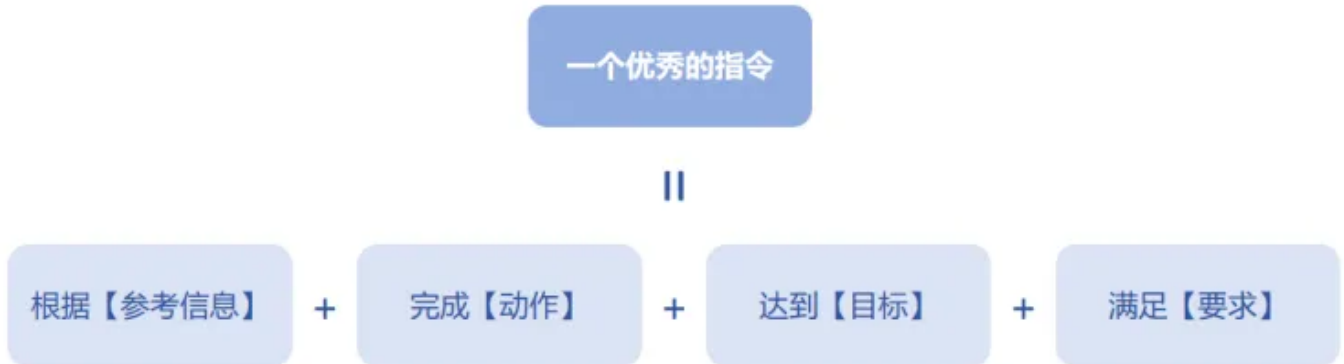 一个优秀的指令
=
根据【参考信息】 + 完成【动作】 + 达到【目标】 + 满足【要求】